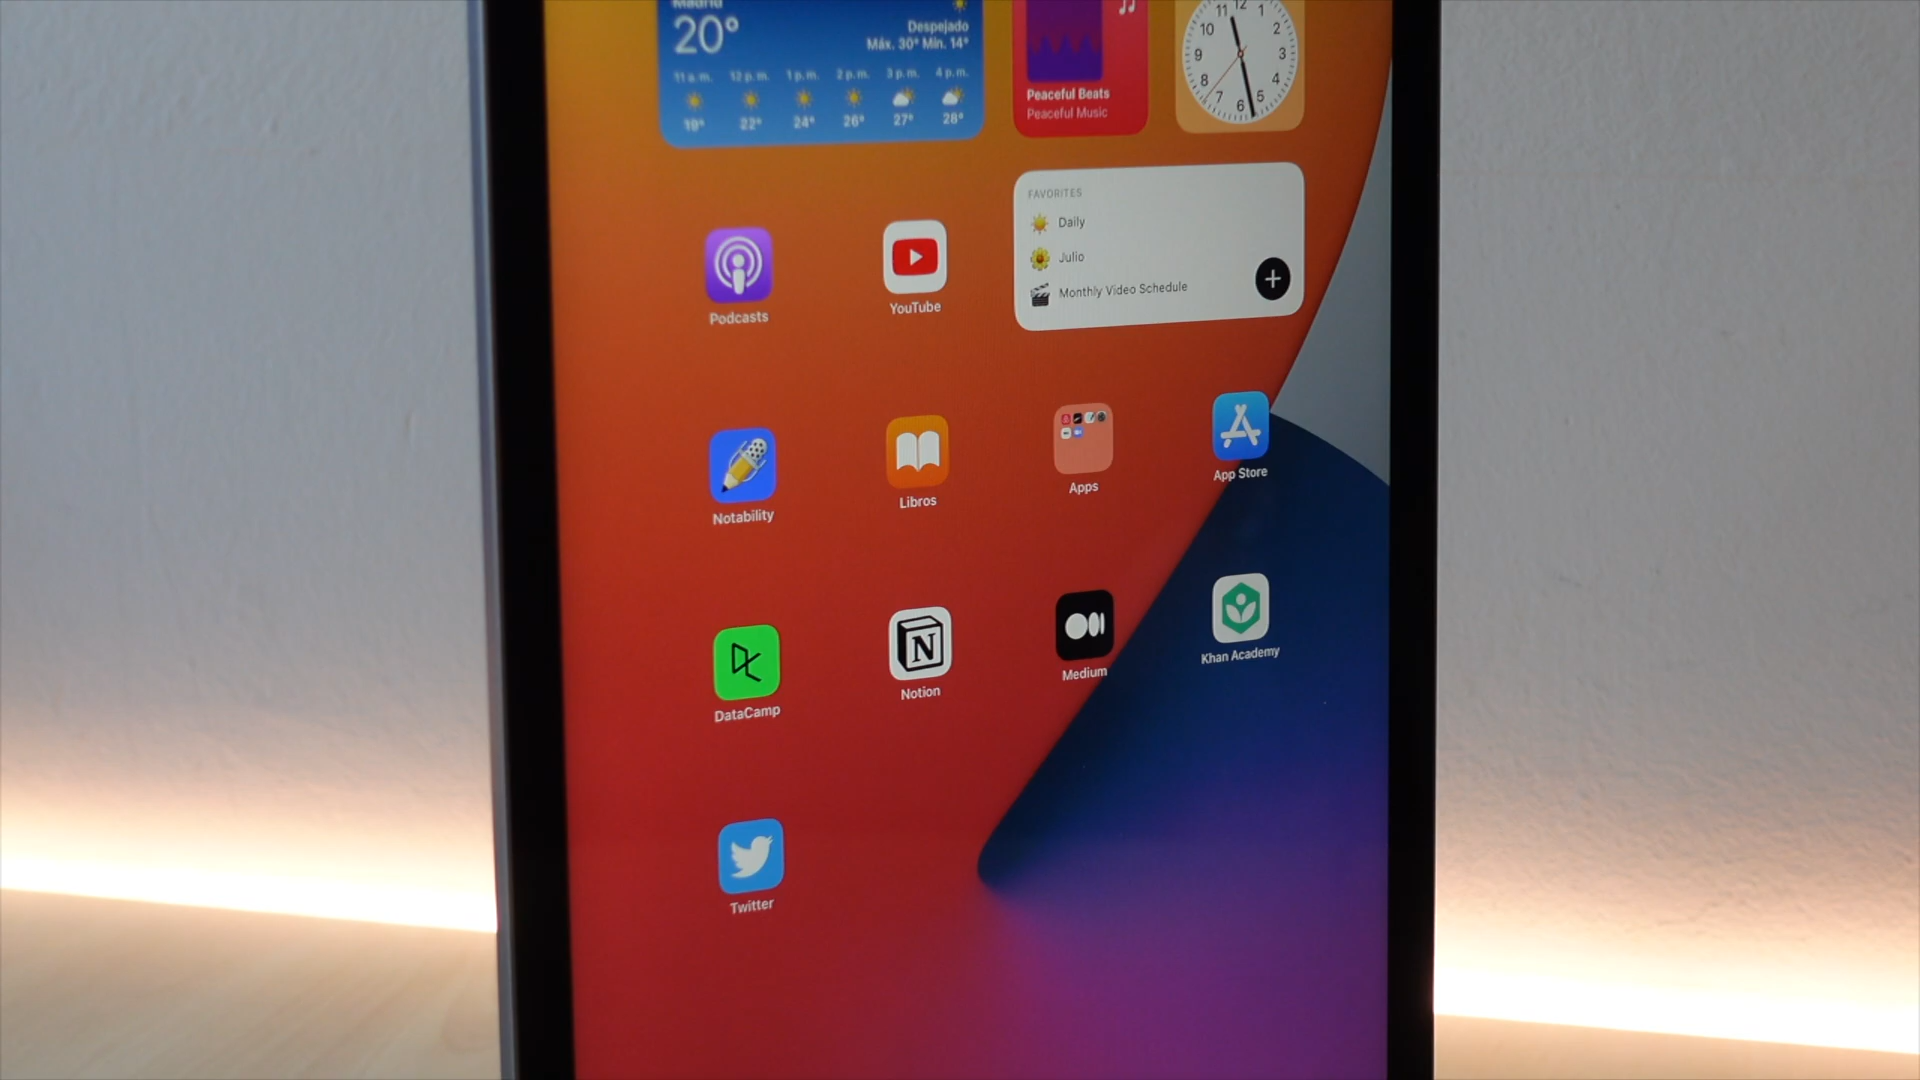 Madrid
20°
Despejado
Máx. 30° Mín. 14°
11 a.m. 12 p.m. 1 p.m. 2 p.m. 3 p.m. 4 p.m.
19° 22° 24° 26° 27° 28°
Peaceful Beats
Peaceful Music
11 12 1
10 2
9 3
8 4
7 6 5
FAVORITES
Daily
Julio
Monthly Video Schedule
Podcasts
YouTube
Notability
Libros
Apps
App Store
DataCamp
N
Notion
Medium
Khan Academy
Twitter